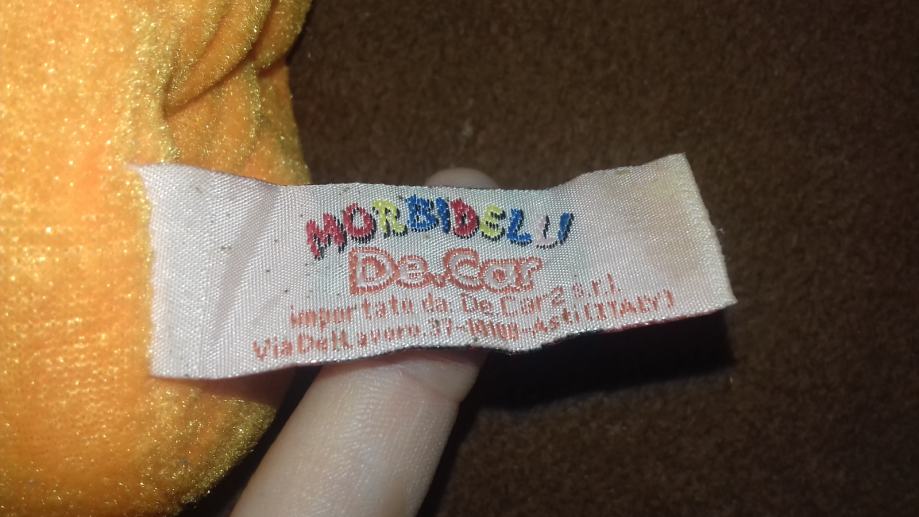 MORBIDELLI
De.Car
importato da De Car 2 s.r.l.
Via Del Lavoro, 37 - 14100 - Asti (ITALY)